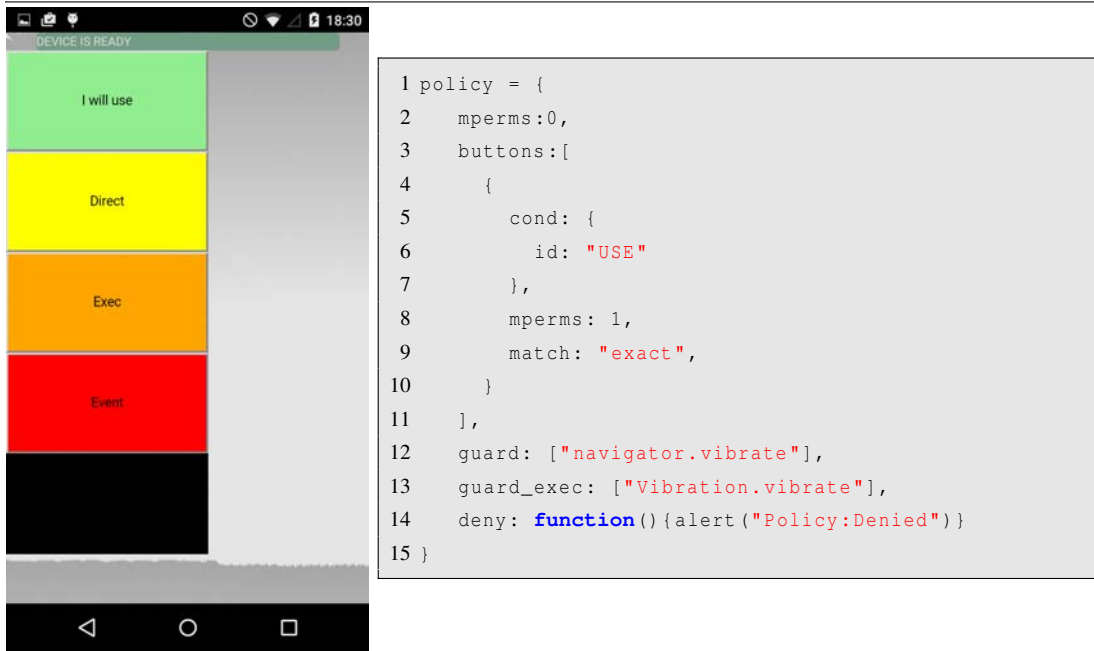 18:30
DEVICE IS READY
I will use
Direct
Exec
Event
1 policy = {
2 mperms:0,
3 buttons:[
4 {
5 cond: {
6 id: "USE"
7 },
8 mperms: 1,
9 match: "exact",
10 }
11 ],
12 guard: ["navigator.vibrate"],
13 guard_exec: ["Vibration.vibrate"],
14 deny: function(){alert("Policy:Denied")}
15 }